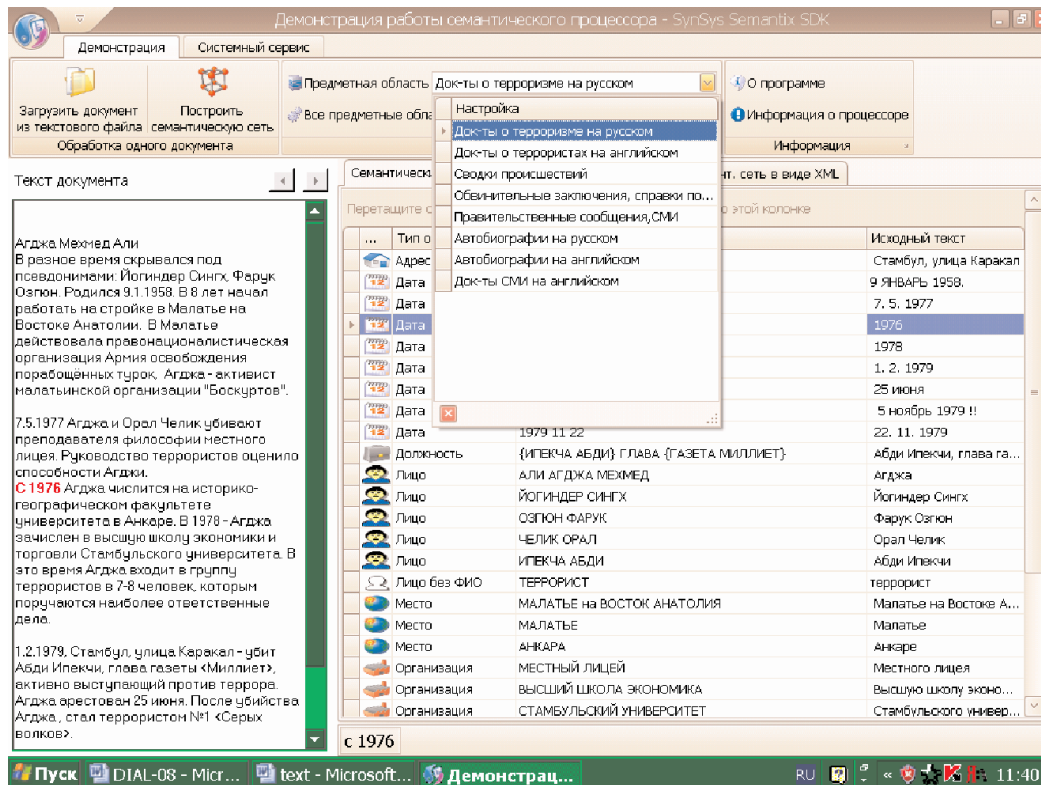 Демонстрация работы семантического процессора - SynSys Semantix SDK
Демонстрация
Системный сервис
Загрузить документ
из текстового файла
Построить
семантическую сеть
Обработка одного документа
Предметная область
Док-ты о терроризме на русском
Все предметные обла
О программе
Информация о процессоре
Информация
Настройка
Док-ты о терроризме на русском
Док-ты о террористах на английском
Сводки происшествий
Обвинительные заключения, справки по...
Правительственные сообщения,СМИ
Автобиографии на русском
Автобиографии на английском
Док-ты СМИ на английском
Текст документа
Агджа Мехмед Али
В разное время скрывался под
псевдонимами: Йогиндер Сингх, Фарук
Озгюн. Родился 9.1.1958. В 8 лет начал
работать на стройке в Малатье на
Востоке Анатолии. В Малатье
действовала правонационалистическая
организация Армия освобождения
порабощённых турок, Агджа - активист
малатьинской организации "Боскуртов".
7.5.1977 Агджа и Орал Челик убивают
преподавателя философии местного
лицея. Руководство террористов оценило
способности Агджи.
С 1976 Агджа числится на историко-
географическом факультете
университета в Анкаре. В 1978 - Агджа
зачислен в высшую школу экономики и
торговли Стамбульского университета. В
это время Агджа входит в группу
террористов в 7-8 человек, которым
поручаются наиболее ответственные
дела.
1.2.1979, Стамбул, улица Каракал - убит
Абди Ипекчи, глава газеты <Миллиет>,
активно выступающий против террора.
Агджа арестован 25 июня. После убийства
Агджа , стал террористом №1 <Серых
волков>.
Семантическ
нт. сеть в виде XML
Перетащите с
о этой колонке
... Тип о Исходный текст
Адрес Стамбул, улица Каракал
Дата 9 ЯНВАРЬ 1958.
Дата 7. 5. 1977
Дата 1976
Дата 1978
Дата 1. 2. 1979
Дата 25 июня
Дата 5 ноябрь 1979 !!
Дата 1979 11 22 22. 11. 1979
Должность {ИПЕКЧА АБДИ} ГЛАВА {ГАЗЕТА МИЛЛИЕТ} Абди Ипекчи, глава га...
Лицо АЛИ АГДЖА МЕХМЕД Агджа
Лицо ЙОГИНДЕР СИНГХ Йогиндер Сингх
Лицо ОЗГЮН ФАРУК Фарук Озгюн
Лицо ЧЕЛИК ОРАЛ Орал Челик
Лицо ИПЕКЧА АБДИ Абди Ипекчи
Лицо без ФИО ТЕРРОРИСТ террорист
Место МАЛАТЬЕ на ВОСТОК АНАТОЛИЯ Малатье на Востоке А...
Место МАЛАТЬЕ Малатье
Место АНКАРА Анкаре
Организация МЕСТНЫЙ ЛИЦЕЙ Местного лицея
Организация ВЫСШИЙ ШКОЛА ЭКОНОМИКА Высшую школу эконо...
Организация СТАМБУЛЬСКИЙ УНИВЕРСИТЕТ Стамбульского универ...
с 1976
Пуск
DIAL-08 - Micr...
text - Microsoft...
Демонстрац...
RU
« 11:40